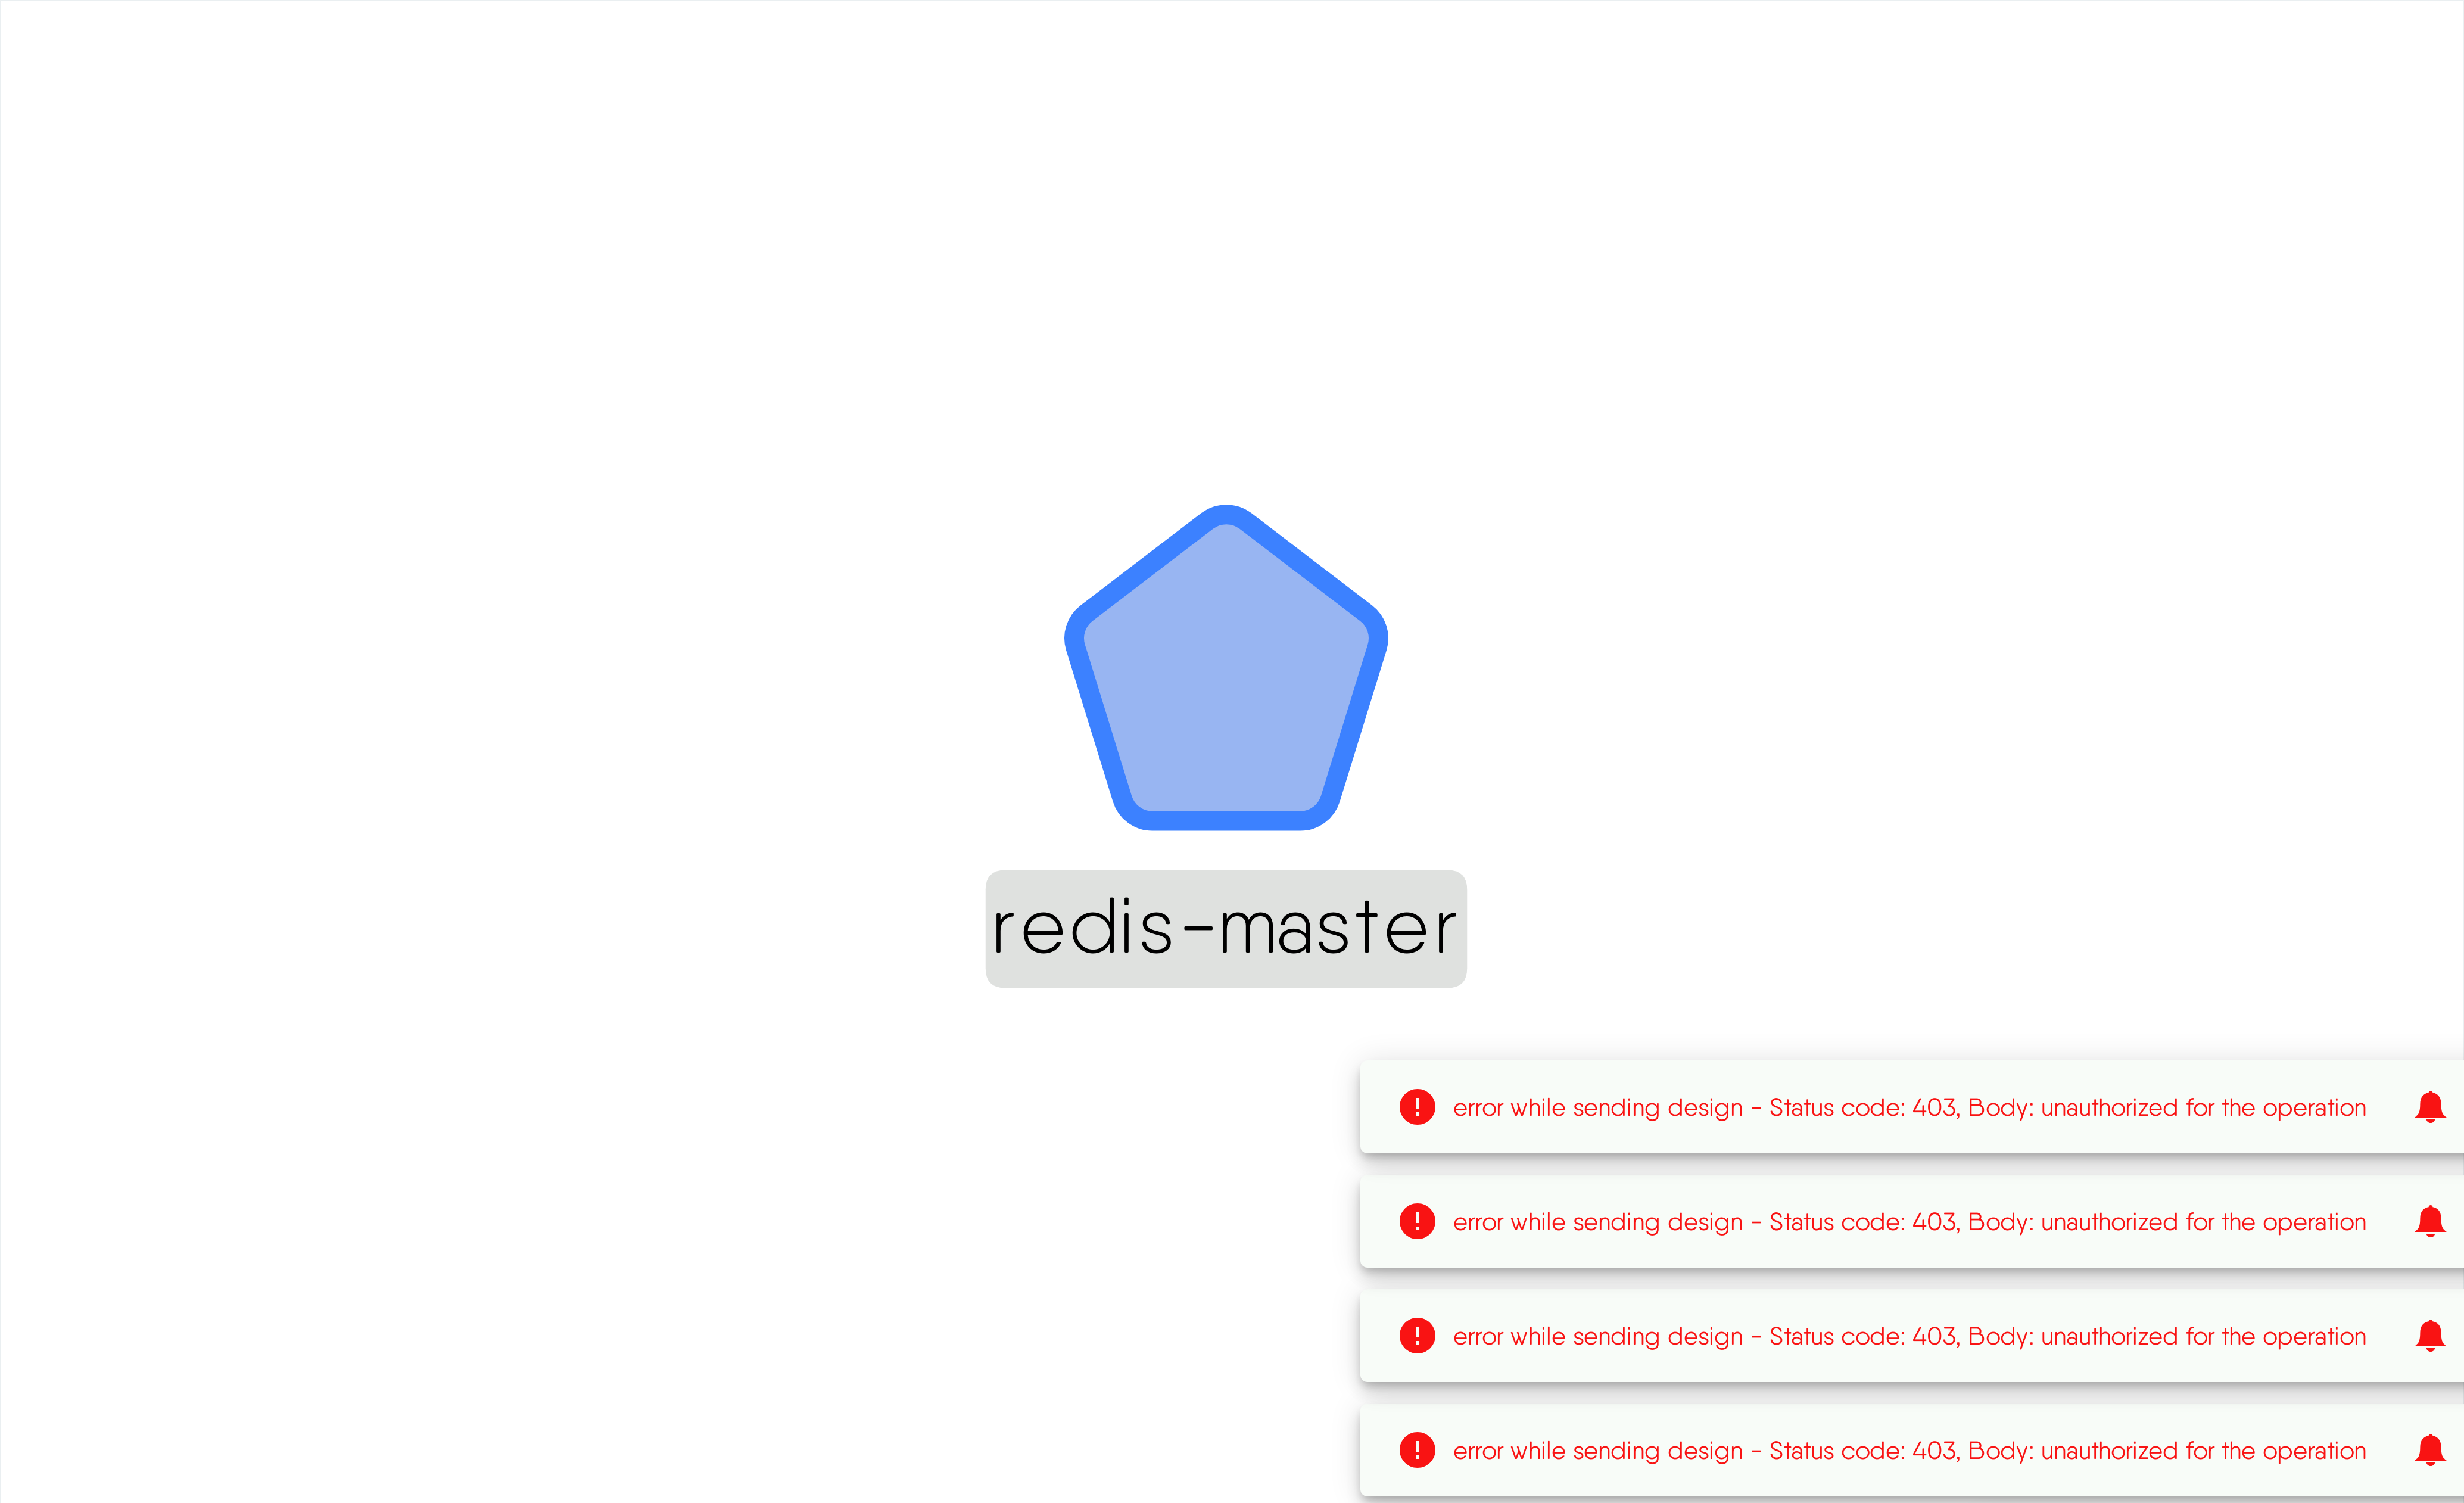 redis-master
error while sending design - Status code: 403, Body: unauthorized for the operation
error while sending design - Status code: 403, Body: unauthorized for the operation
error while sending design - Status code: 403, Body: unauthorized for the operation
error while sending design - Status code: 403, Body: unauthorized for the operation